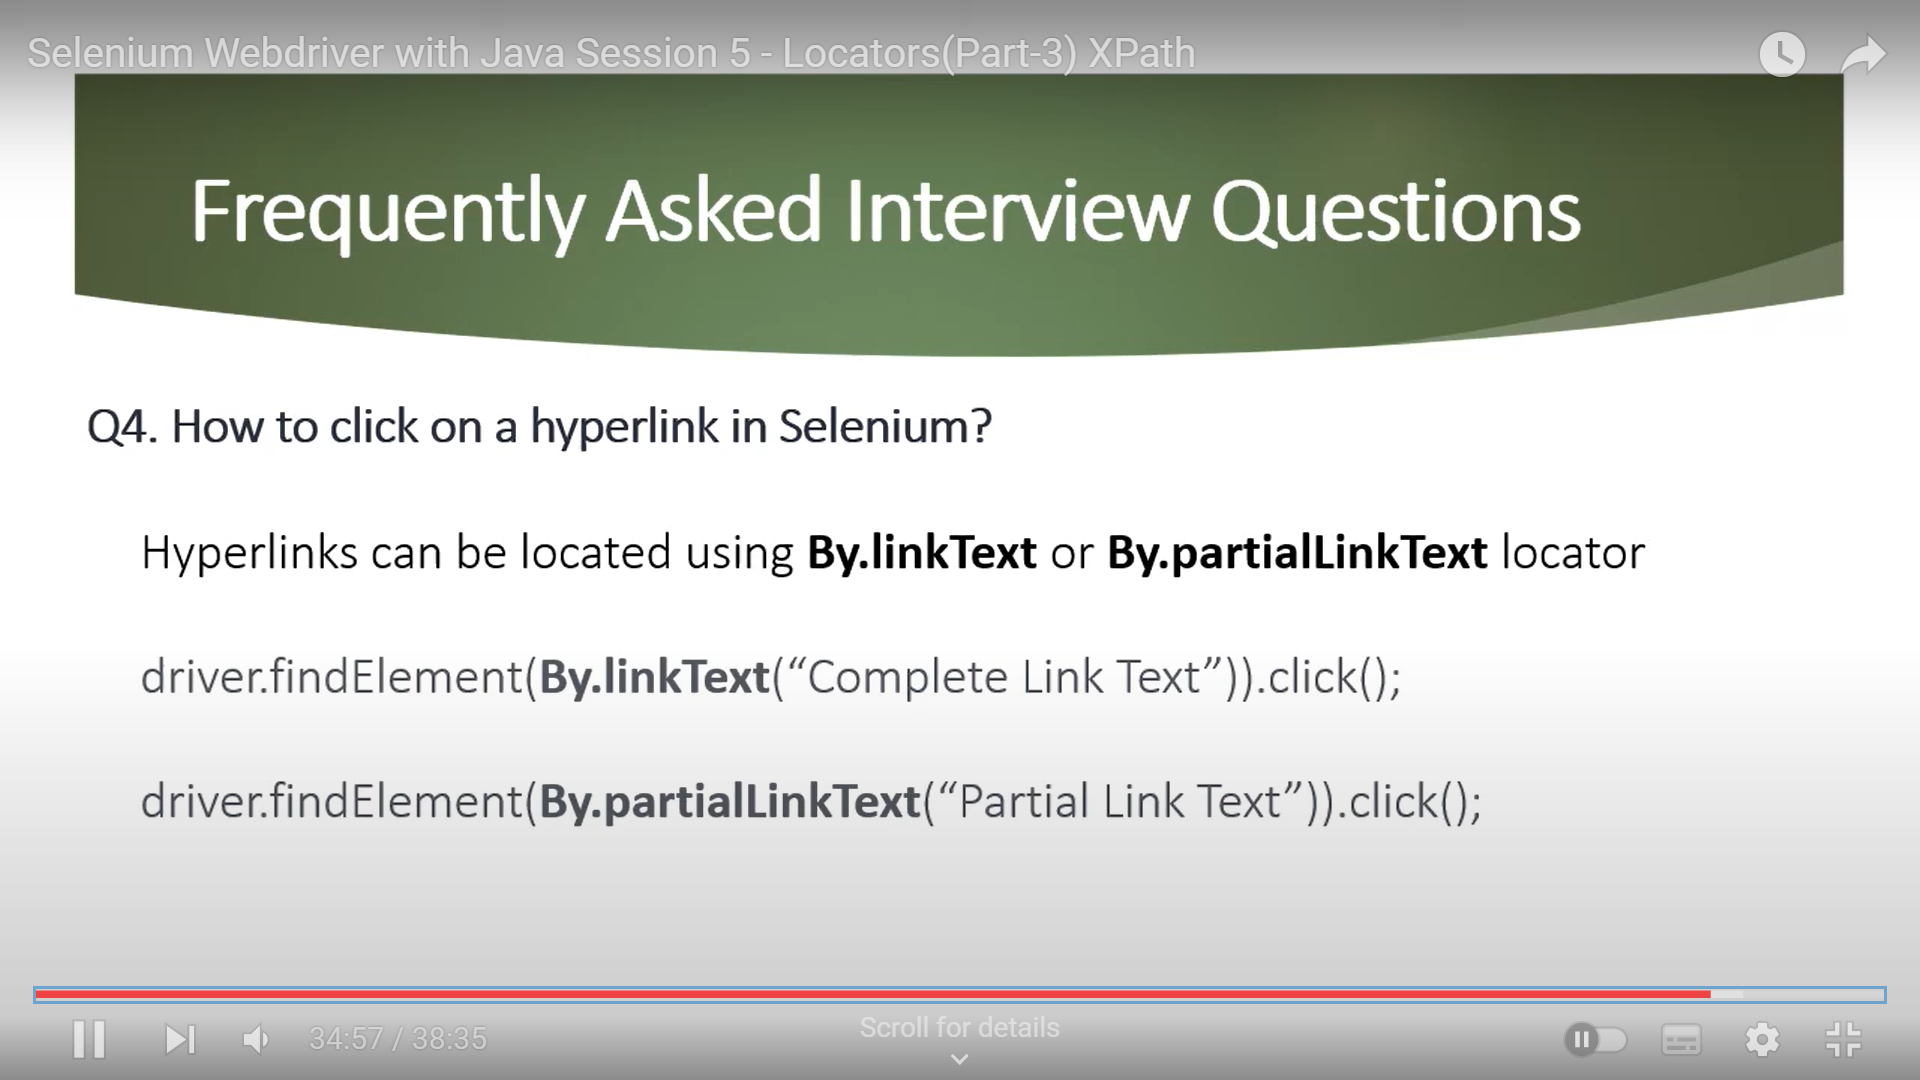 Selenium Webdriver with Java Session 5 - Locators(Part-3) XPath
Frequently Asked Interview Questions
Q4. How to click on a hyperlink in Selenium?
Hyperlinks can be located using By.linkText or By.partialLinkText locator
driver.findElement(By.linkText(“Complete Link Text”)).click();
driver.findElement(By.partialLinkText(“Partial Link Text”)).click();
34:57 / 38:35
Scroll for details